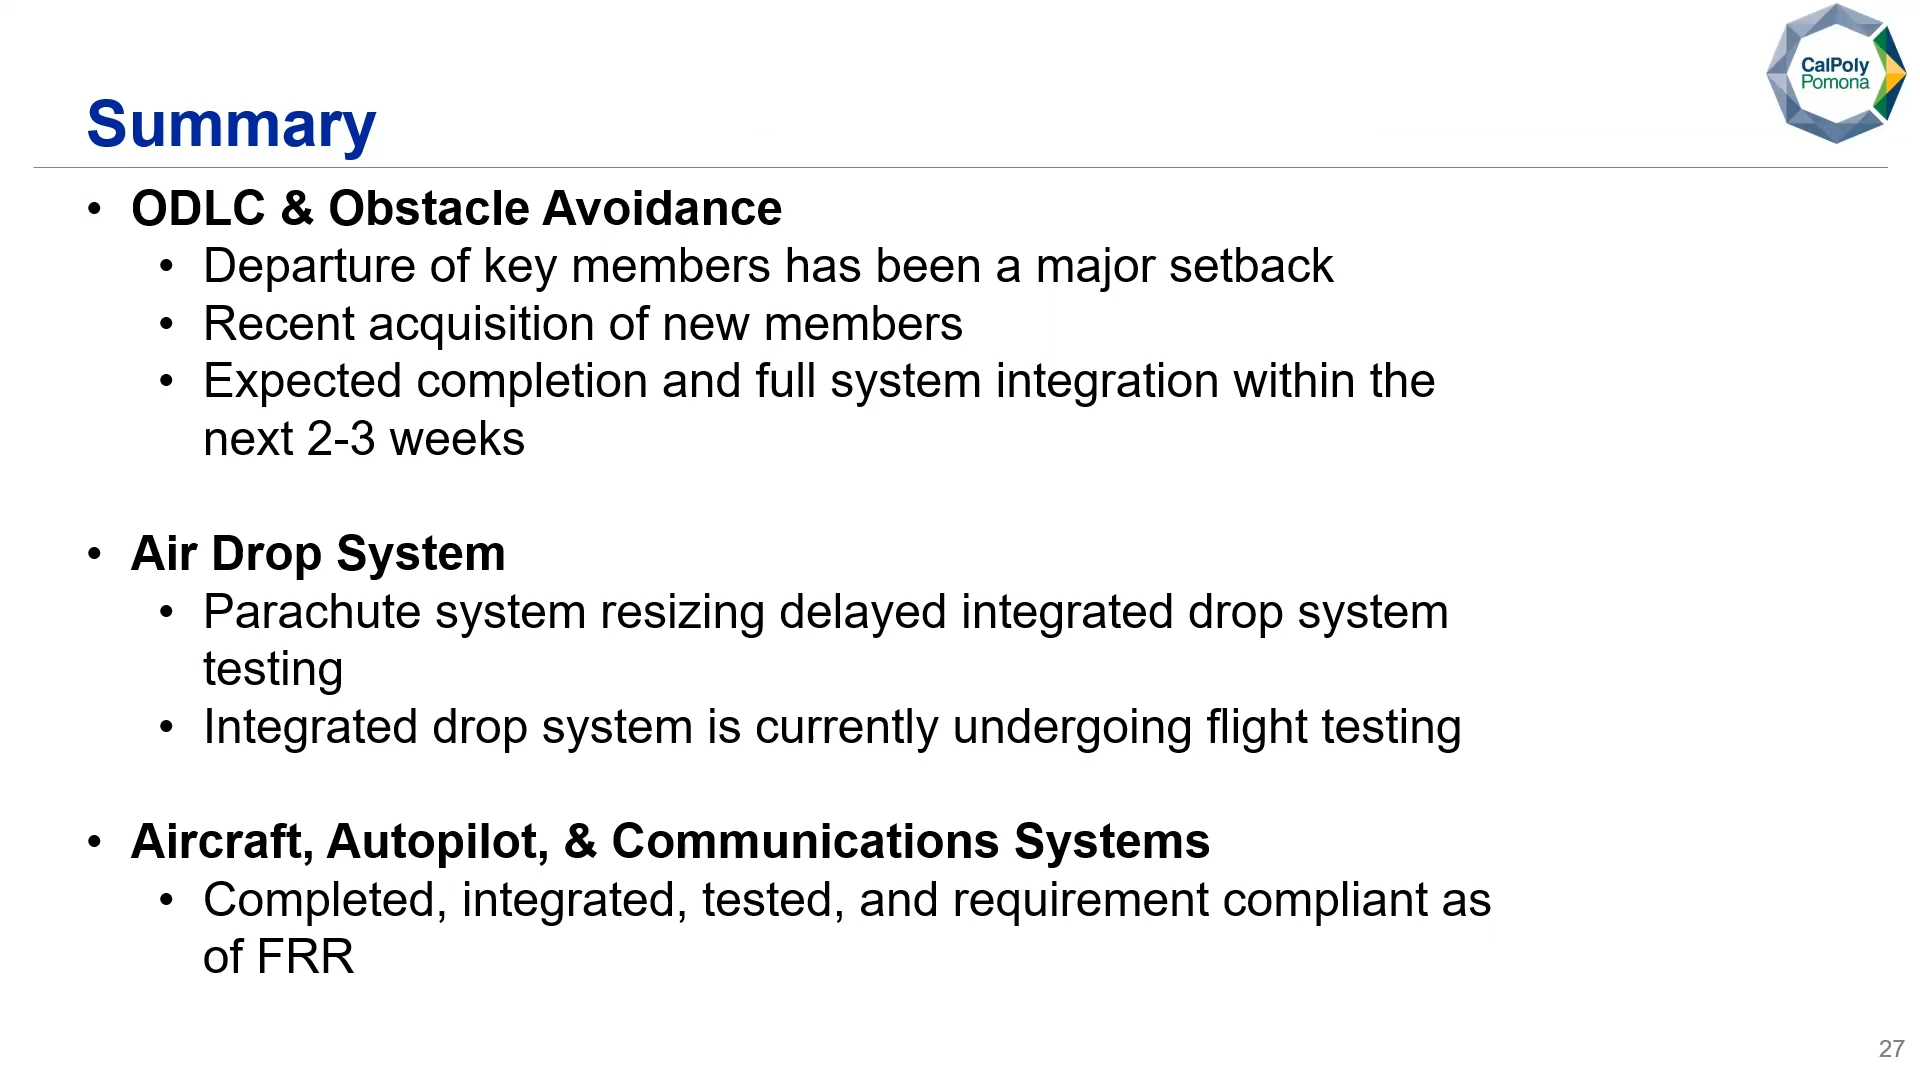 CalPoly
Pomona
Summary
• ODLC & Obstacle Avoidance
• Departure of key members has been a major setback
• Recent acquisition of new members
• Expected completion and full system integration within the
next 2-3 weeks
• Air Drop System
• Parachute system resizing delayed integrated drop system
testing
• Integrated drop system is currently undergoing flight testing
• Aircraft, Autopilot, & Communications Systems
• Completed, integrated, tested, and requirement compliant as
of FRR
27